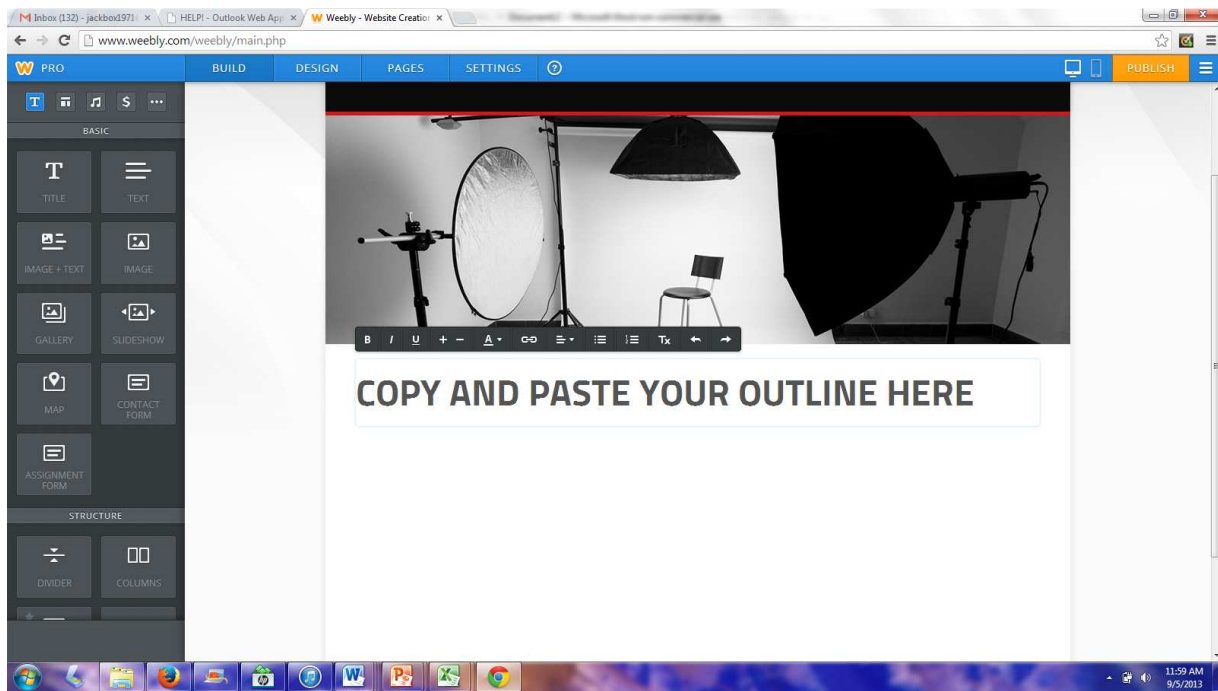 Inbox (132) - jackbox1971
HELP! - Outlook Web App
Weebly - Website Creation
www.weebly.com/weebly/main.php
PRO
BUILD
DESIGN
PAGES
SETTINGS
?
PUBLISH
T
$
BASIC
T
TITLE
TEXT
IMAGE + TEXT
IMAGE
GALLERY
SLIDESHOW
MAP
CONTACT
FORM
ASSIGNMENT
FORM
B I U + − A Tx
COPY AND PASTE YOUR OUTLINE HERE
STRUCTURE
DIVIDER
COLUMNS
11:59 AM
9/5/2013